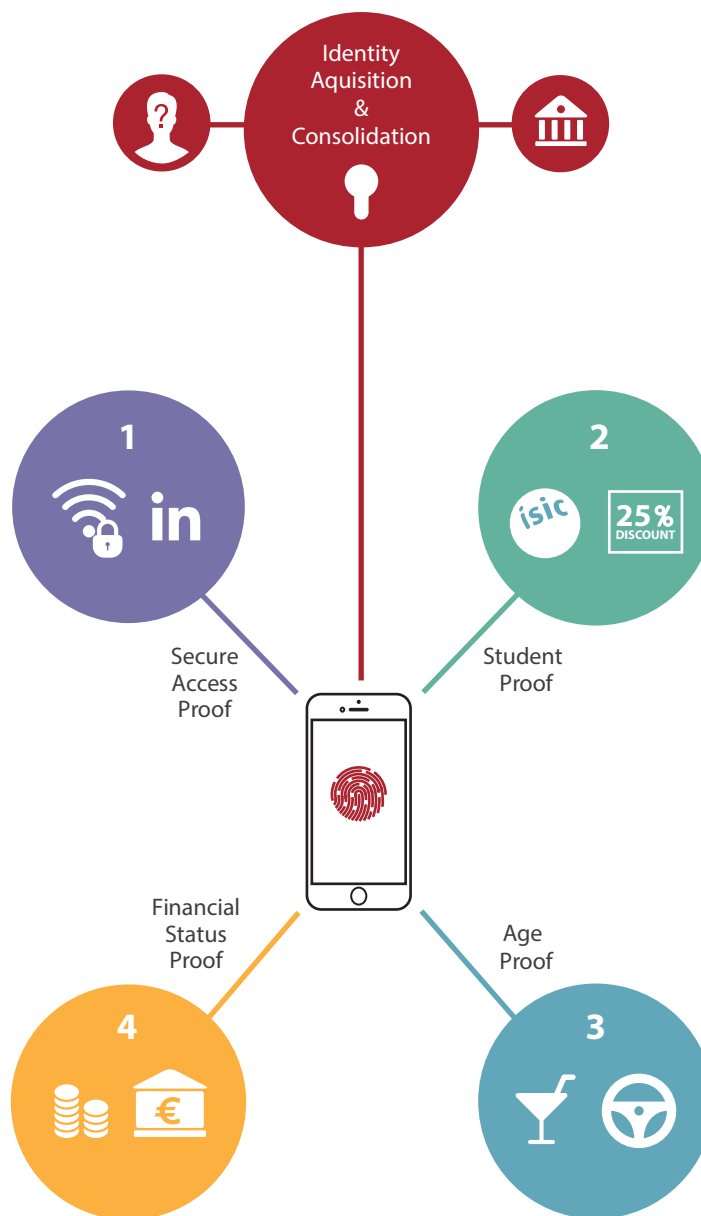 Identity
Aquisition
&
Consolidation
?
1
in
2
isic
25%
DISCOUNT
Secure
Access
Proof
Student
Proof
Financial
Status
Proof
Age
Proof
4
€
3